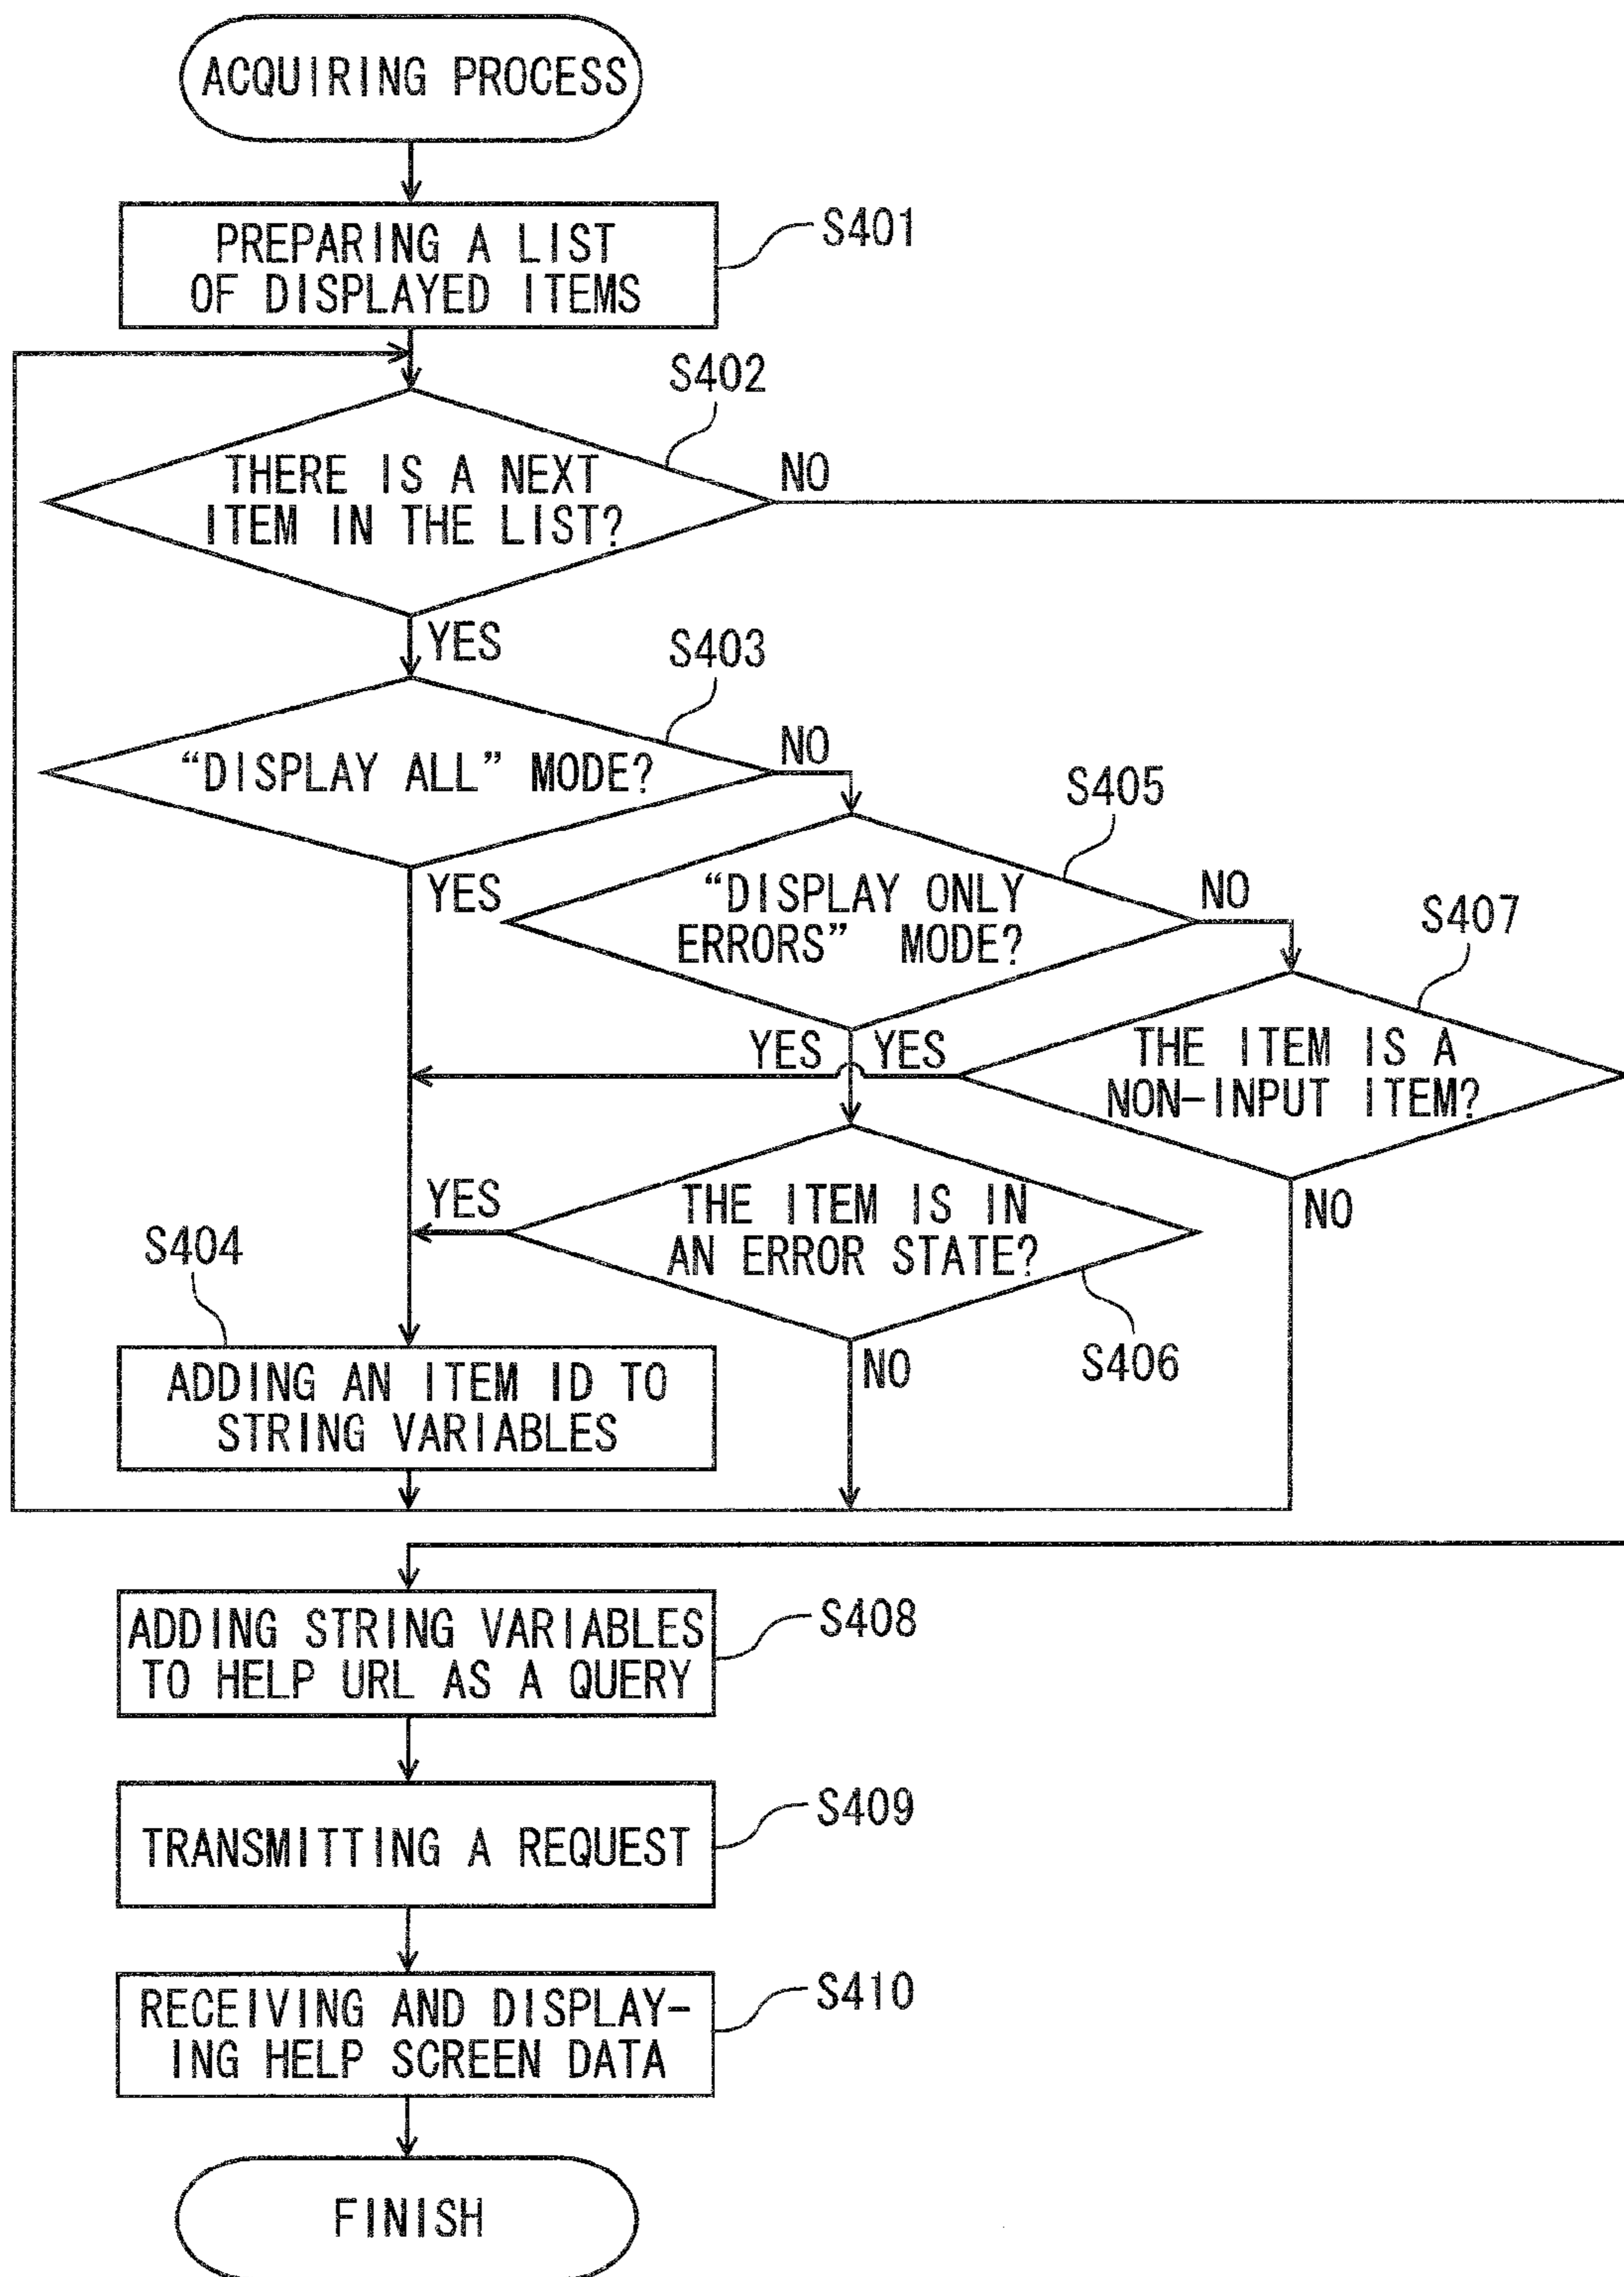 ACQUIRING PROCESS
PREPARING A LIST
OF DISPLAYED ITEMS
S401
S402
THERE IS A NEXT
ITEM IN THE LIST?
NO
YES
S403
“DISPLAY ALL” MODE?
NO
S405
YES
“DISPLAY ONLY
ERRORS” MODE?
NO
S407
YES
YES
THE ITEM IS A
NON-INPUT ITEM?
NO
YES
THE ITEM IS IN
AN ERROR STATE?
S406
NO
S404
ADDING AN ITEM ID TO
STRING VARIABLES
ADDING STRING VARIABLES
TO HELP URL AS A QUERY
S408
TRANSMITTING A REQUEST
S409
RECEIVING AND DISPLAY-
ING HELP SCREEN DATA
S410
FINISH